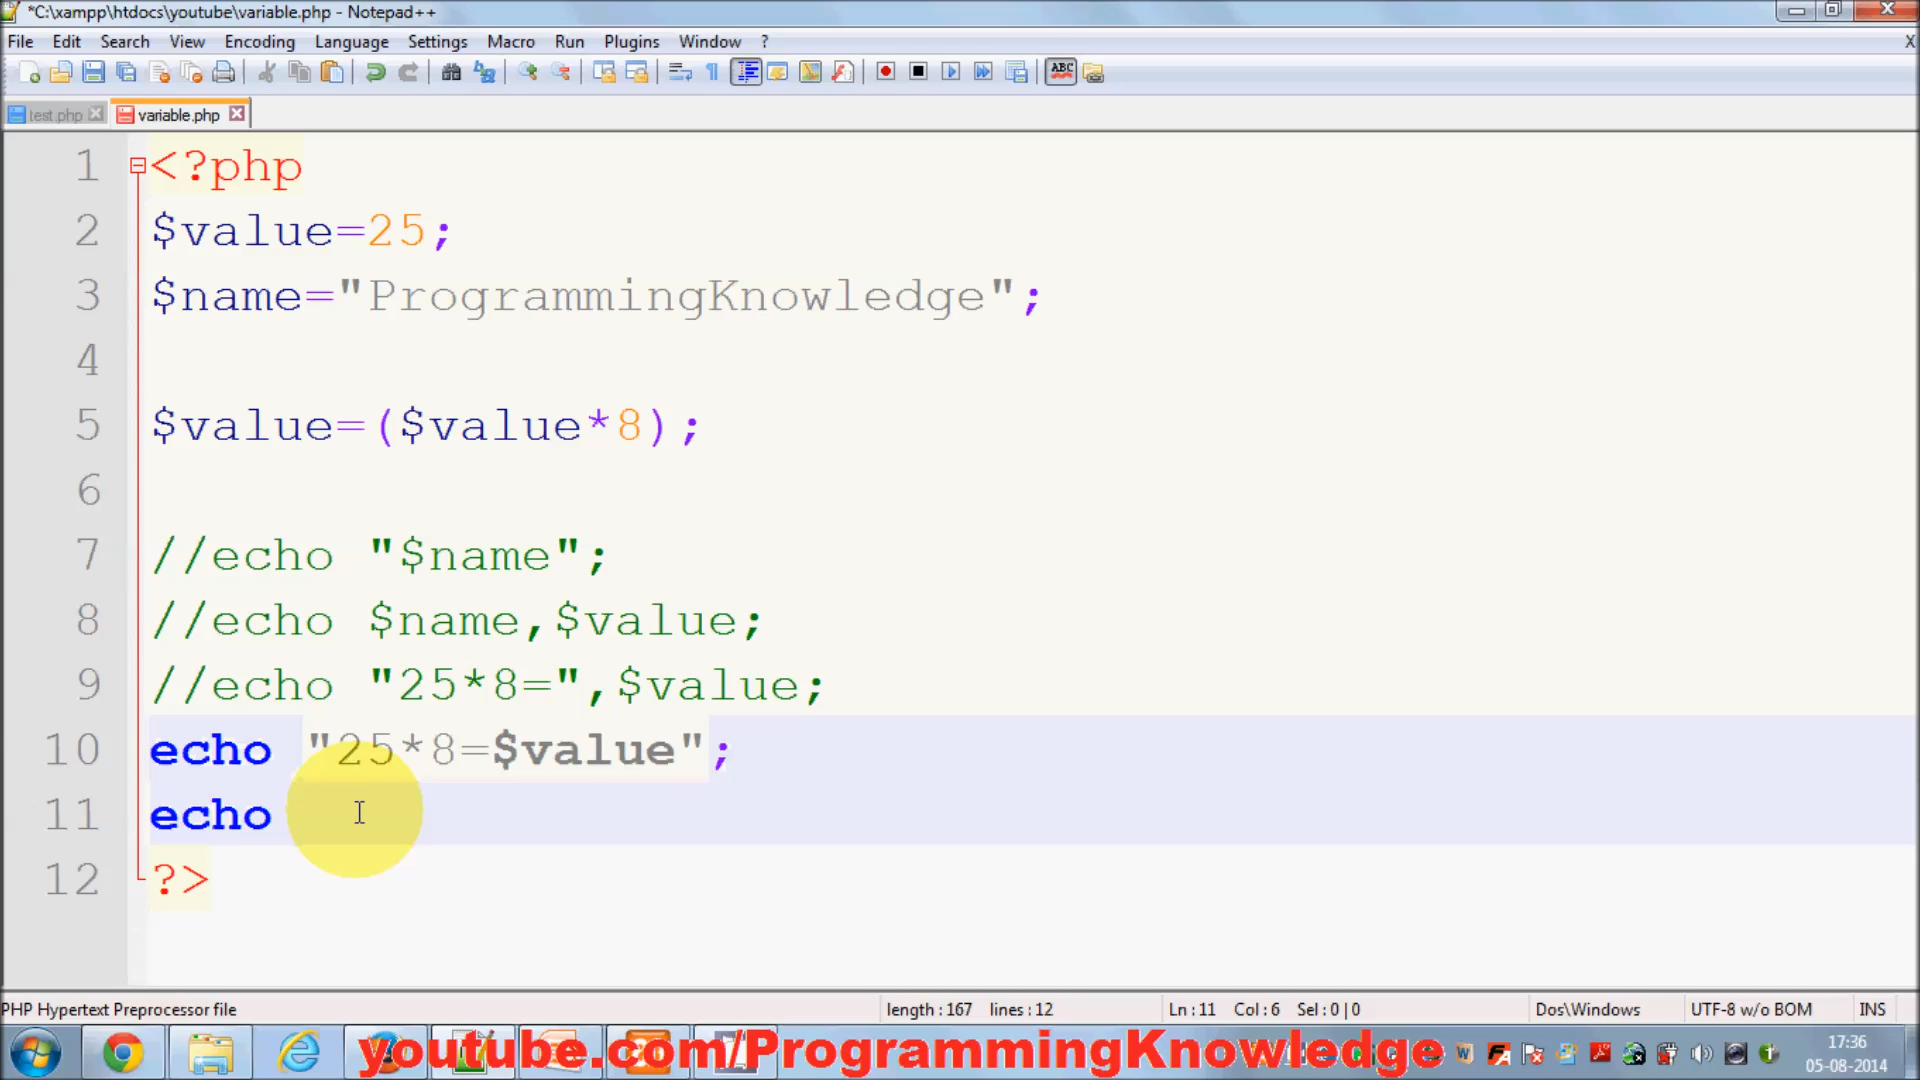 *C:\xampp\htdocs\youtube\variable.php - Notepad++
File Edit Search View Encoding Language Settings Macro Run Plugins Window ? X
ABC
test.php variable.php
1 <?php
2 $value=25;
3 $name="ProgrammingKnowledge";
4
5 $value=($value*8);
6
7 //echo "$name";
8 //echo $name,$value;
9 //echo "25*8=",$value;
10 echo "25*8=$value";
11 echo
12 ?>
PHP Hypertext Preprocessor file length : 167 lines : 12 Ln : 11 Col : 6 Sel : 0 | 0 Dos\Windows UTF-8 w/o BOM INS
youtube.com/ProgrammingKnowledge
17:36
05-08-2014